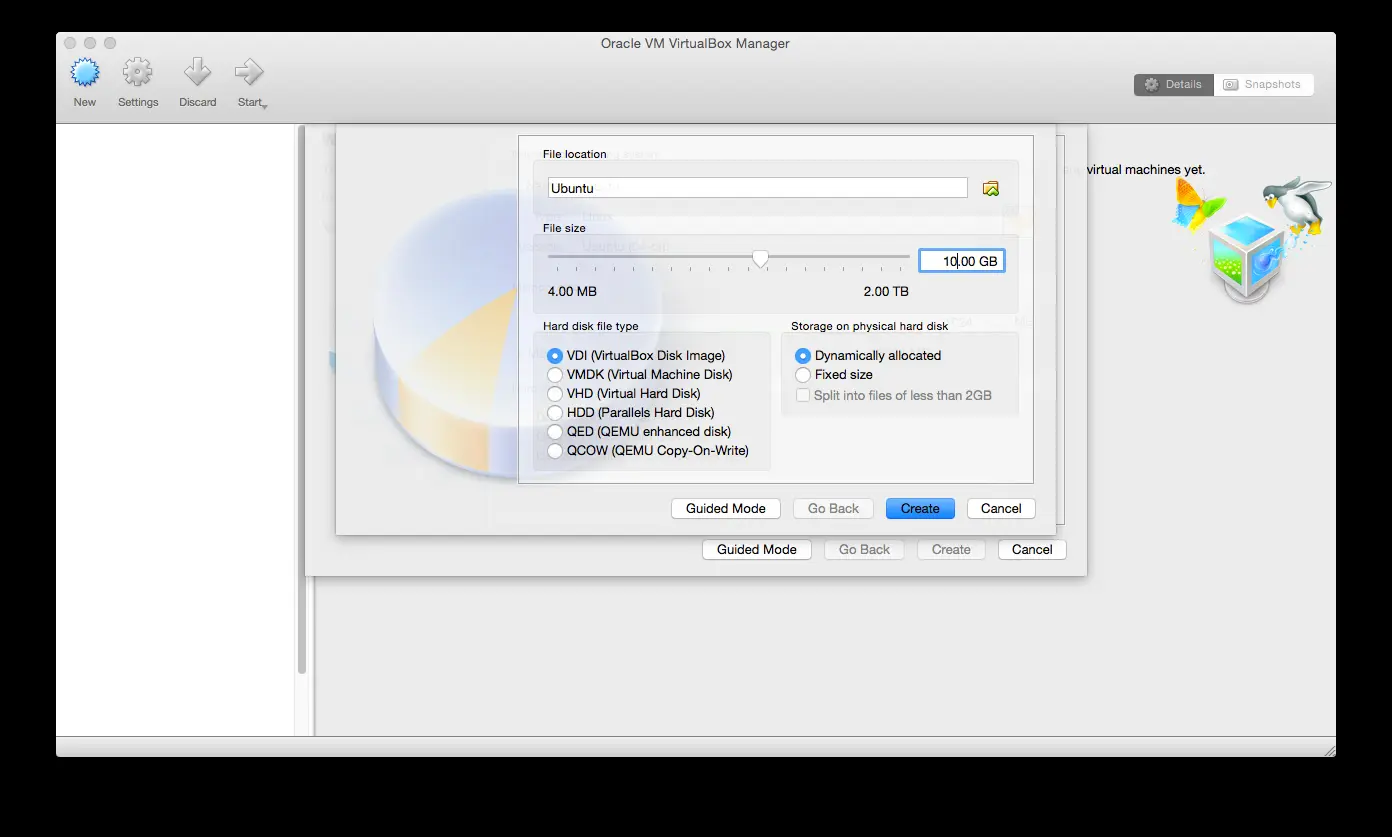 Oracle VM VirtualBox Manager
New
Settings
Discard
Start
Details
Snapshots
virtual machines yet.
File location
Ubuntu
File size
10.00 GB
4.00 MB
2.00 TB
Hard disk file type
Storage on physical hard disk
VDI (VirtualBox Disk Image)
Dynamically allocated
VMDK (Virtual Machine Disk)
Fixed size
VHD (Virtual Hard Disk)
Split into files of less than 2GB
HDD (Parallels Hard Disk)
QED (QEMU enhanced disk)
QCOW (QEMU Copy-On-Write)
Guided Mode
Go Back
Create
Cancel
Guided Mode
Go Back
Create
Cancel